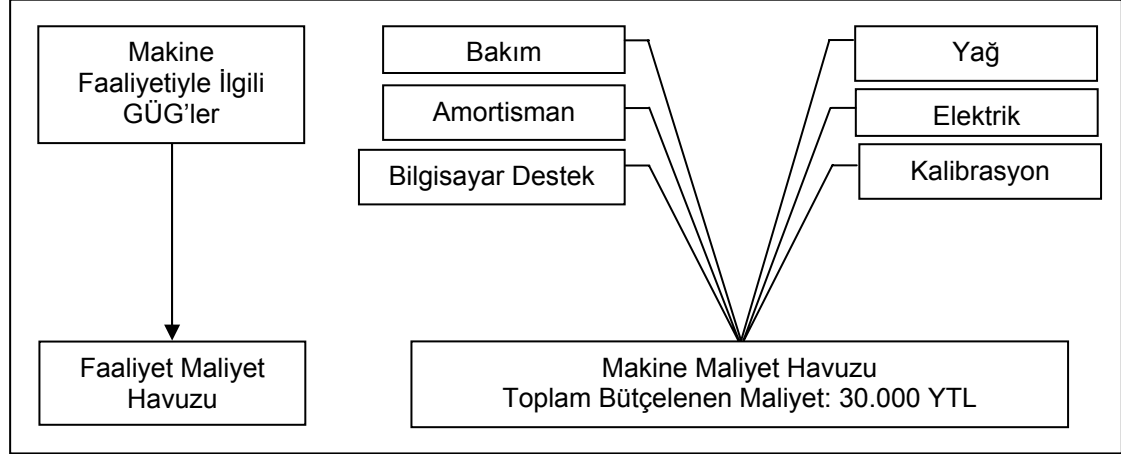 Makine
Faaliyetiyle İlgili
GÜG’ler
Bakım
Amortisman
Bilgisayar Destek
Yağ
Elektrik
Kalibrasyon
Faaliyet Maliyet
Havuzu
Makine Maliyet Havuzu
Toplam Bütçelenen Maliyet: 30.000 YTL